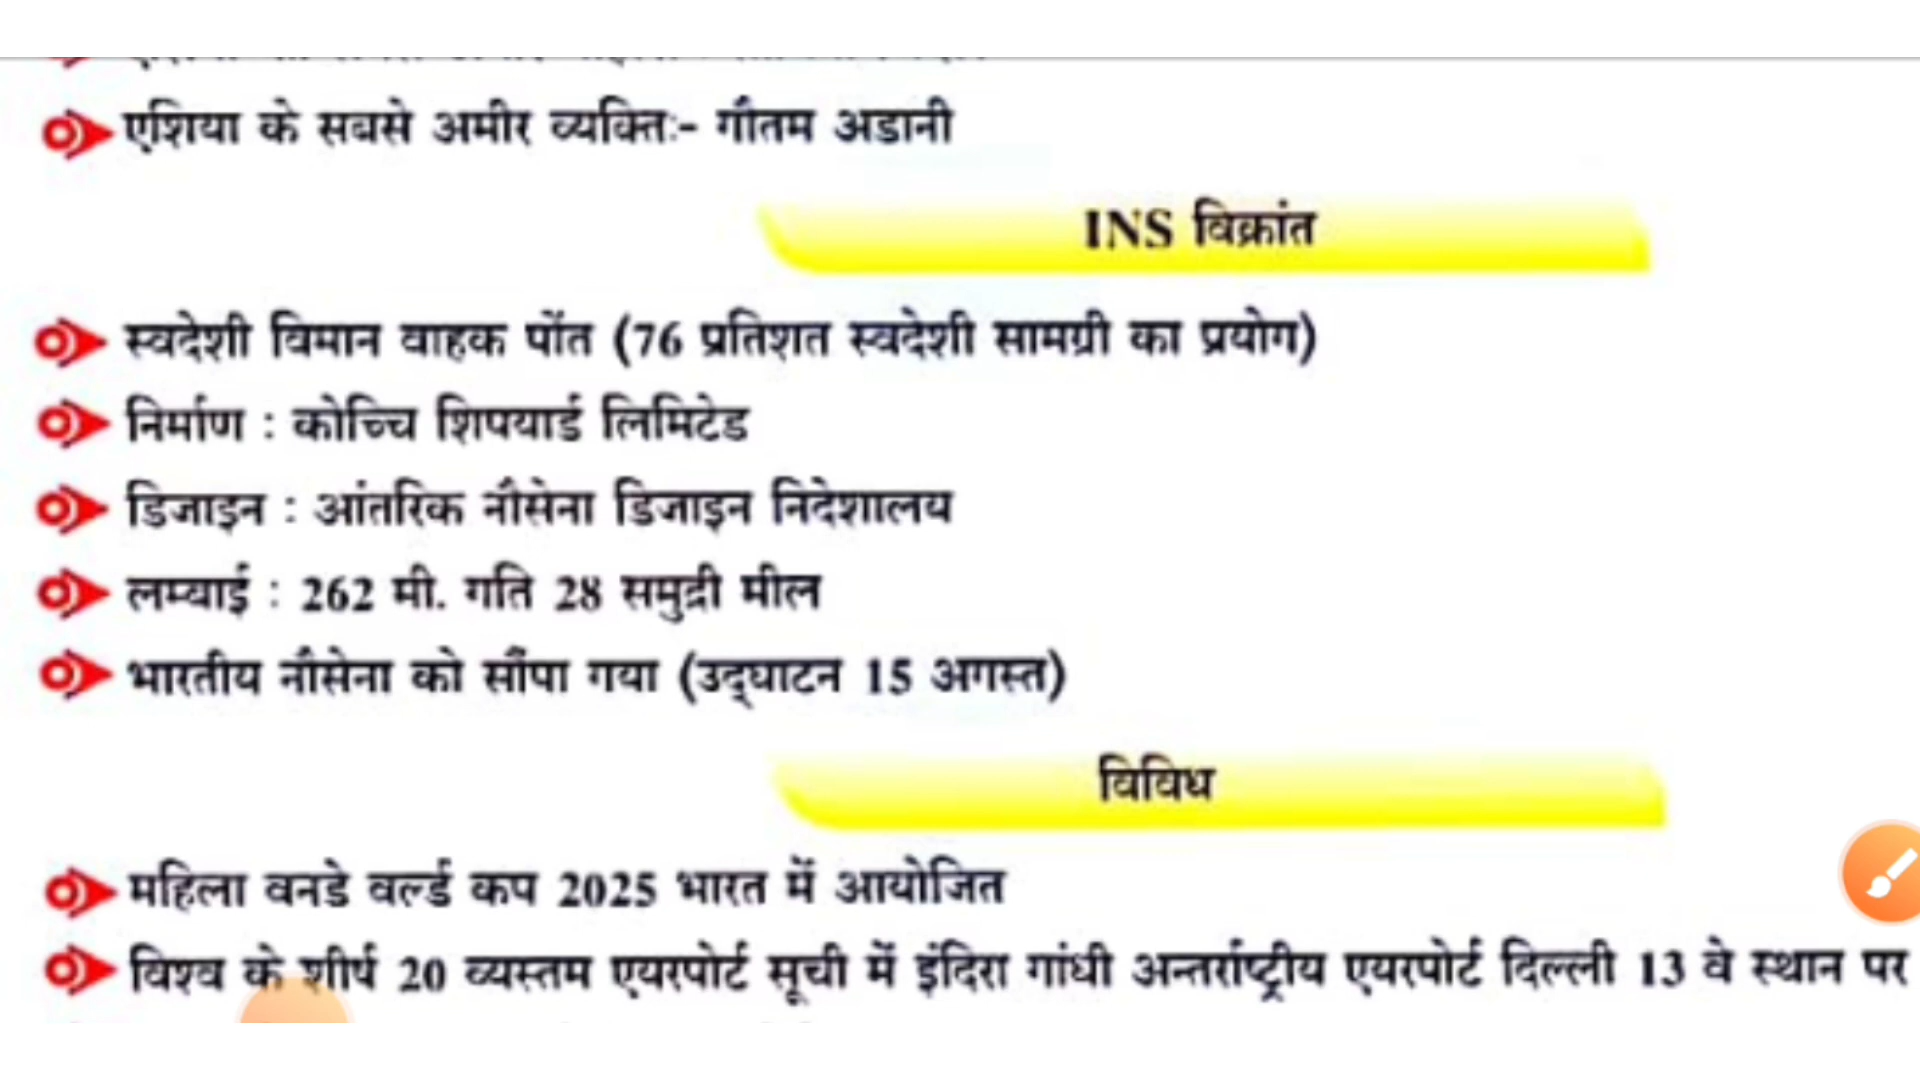 एशिया के सबसे अमीर व्यक्तिः- गौतम अडानी
INS विक्रांत
स्वदेशी विमान वाहक पोंत (76 प्रतिशत स्वदेशी सामग्री का प्रयोग)
निर्माण : कोच्चि शिपयार्ड लिमिटेड
डिजाइन : आंतरिक नौसेना डिजाइन निदेशालय
लम्बाई : 262 मी. गति 28 समुद्री मील
भारतीय नौसेना को सौंपा गया (उद्घाटन 15 अगस्त)
विविध
महिला वनडे वर्ल्ड कप 2025 भारत में आयोजित
विश्व के शीर्ष 20 व्यस्तम एयरपोर्ट सूची में इंदिरा गांधी अन्तर्राष्ट्रीय एयरपोर्ट दिल्ली 13 वे स्थान पर